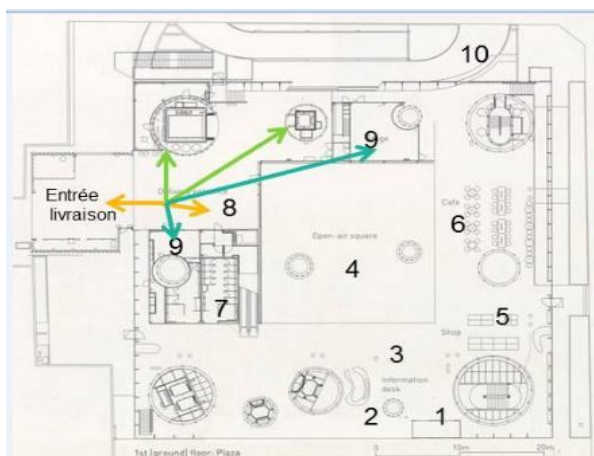 10
9
Entrée
livraison
8
Cafe
6
9
Open-air square
4
7
5
Shop
3
Information
desk
2
1
1st (ground) floor: Plaza
0 10m 20m